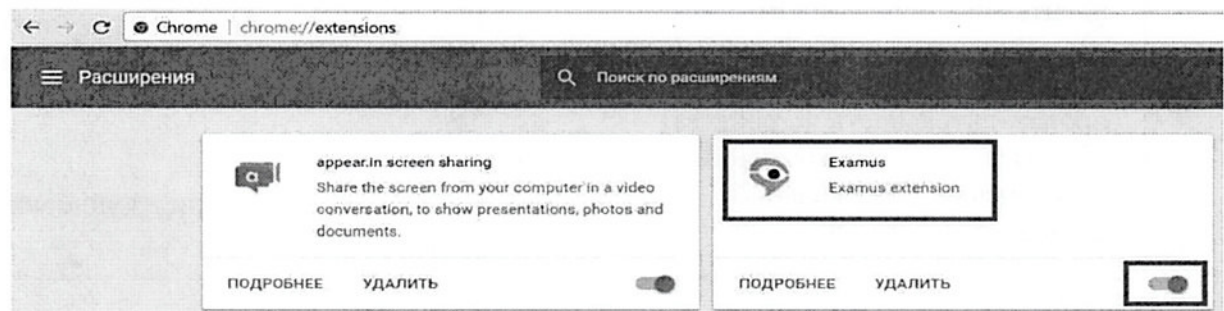 Chrome | chrome://extensions
Расширения
Поиск по расширениям
appear.in screen sharing
Share the screen from your computer in a video
conversation, to show presentations, photos and
documents.
ПОДРОБНЕЕ УДАЛИТЬ
Examus
Examus extension
ПОДРОБНЕЕ УДАЛИТЬ